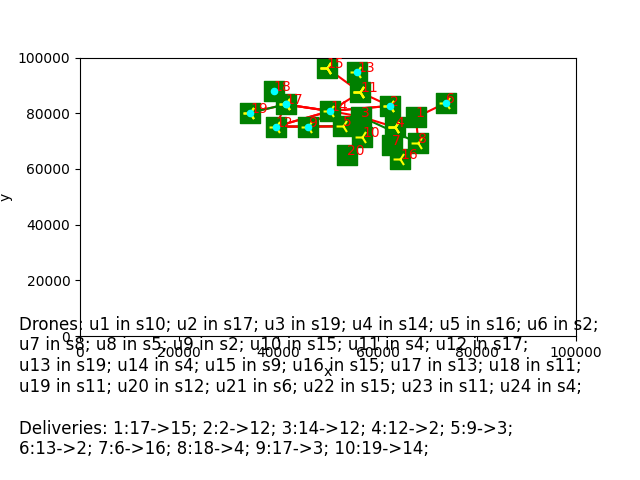 100000
80000
60000
40000
20000
0
y
Drones: u1 in s10; u2 in s17; u3 in s19; u4 in s14; u5 in s16; u6 in s2;
u7 in s8; u8 in s5; u9 in s2; u10 in s15; u11 in s4; u12 in s17;
0 20000 40000 60000 80000 100000
u13 in s19; u14 in s4; u15 in s9; u16 in s15; u17 in s13; u18 in s11;
x
u19 in s11; u20 in s12; u21 in s6; u22 in s15; u23 in s11; u24 in s4;
Deliveries: 1:17->15; 2:2->12; 3:14->12; 4:12->2; 5:9->3;
6:13->2; 7:6->16; 8:18->4; 9:17->3; 10:19->14;